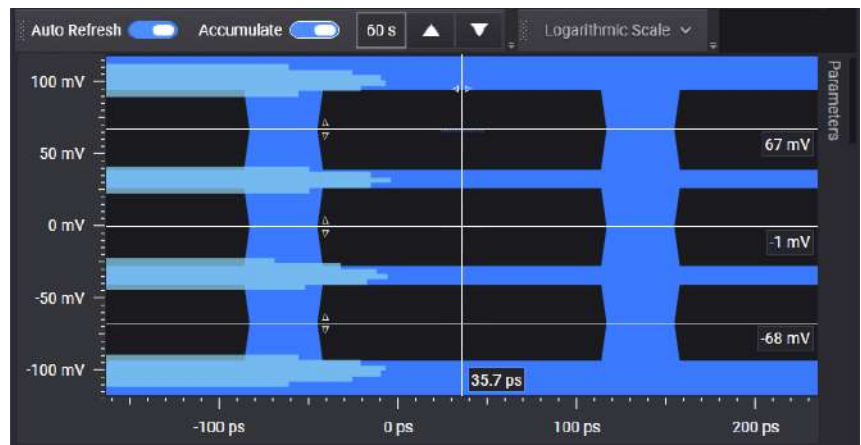 Auto Refresh Accumulate 60 s Logarithmic Scale
Parameters
100 mV
67 mV
50 mV
0 mV
-1 mV
-50 mV
-68 mV
-100 mV
35.7 ps
-100 ps 0 ps 100 ps 200 ps